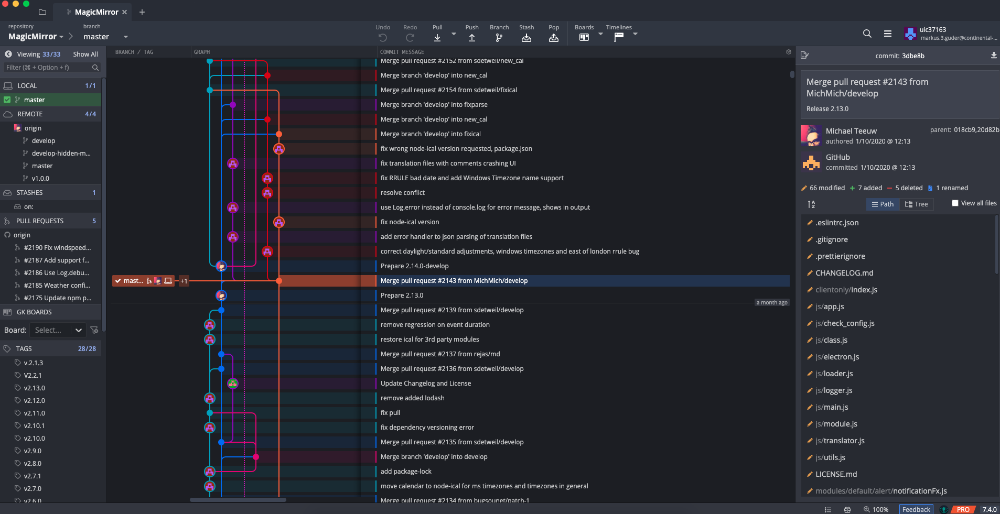 MagicMirror
repository
MagicMirror
branch
master
Undo
Redo
Pull
Push
Branch
Stash
Pop
Boards
Timelines
uic37163
markus.3.guder@continental-...
Viewing 33/33 Show All
Filter (⌘ + Option + f)
LOCAL 1/1
master
REMOTE 4/4
origin
develop
develop-hidden-m...
master
v1.0.0
STASHES 1
on:
PULL REQUESTS 5
origin
#2190 Fix windspeed...
#2187 Add support f...
#2186 Use Log.debu...
#2185 Weather confi...
#2175 Update npm p...
GK BOARDS
Board: Select...
TAGS 28/28
v.2.1.3
V2.2.1
v2.13.0
v2.12.0
v2.11.0
v2.10.1
v2.10.0
v2.9.0
v2.8.0
v2.7.1
v2.7.0
v2.6.0
BRANCH / TAG GRAPH COMMIT MESSAGE
Merge pull request #2152 from sdetweil/new_cal
Merge branch 'develop' into new_cal
Merge pull request #2154 from sdetweil/fixical
Merge branch 'develop' into fixparse
Merge branch 'develop' into new_cal
Merge branch 'develop' into fixical
fix wrong node-ical version requested, package.json
fix translation files with comments crashing UI
fix RRULE bad date and add Windows Timezone name support
resolve conflict
use Log.error instead of console.log for error message, shows in output
fix node-ical version
add error handler to json parsing of translation files
correct daylight/standard adjustments, windows timezones and east of london rrule bug
Prepare 2.14.0-develop
mast... +1 Merge pull request #2143 from MichMich/develop
Prepare 2.13.0
a month ago
Merge pull request #2139 from sdetweil/develop
remove regression on event duration
restore ical for 3rd party modules
Merge pull request #2137 from rejas/md
Merge pull request #2136 from sdetweil/develop
Update Changelog and License
remove added lodash
fix pull
fix dependency versioning error
Merge pull request #2135 from sdetweil/develop
Merge branch 'develop' into develop
add package-lock
move calendar to node-ical for ms timezones and timezones in general
Merge pull request #2134 from bugsounet/patch-1
commit: 3dbe8b
Merge pull request #2143 from
MichMich/develop
Release 2.13.0
Michael Teeuw
parent: 018cb9,20d82b
authored 1/10/2020 @ 12:13
GitHub
committed 1/10/2020 @ 12:13
66 modified + 7 added − 5 deleted 1 renamed
Path Tree View all files
.eslintrc.json
.gitignore
.prettierignore
CHANGELOG.md
clientonly/index.js
js/app.js
js/check_config.js
js/class.js
js/electron.js
js/loader.js
js/logger.js
js/main.js
js/module.js
js/translator.js
js/utils.js
LICENSE.md
modules/default/alert/notificationFx.js
100% Feedback PRO 7.4.0